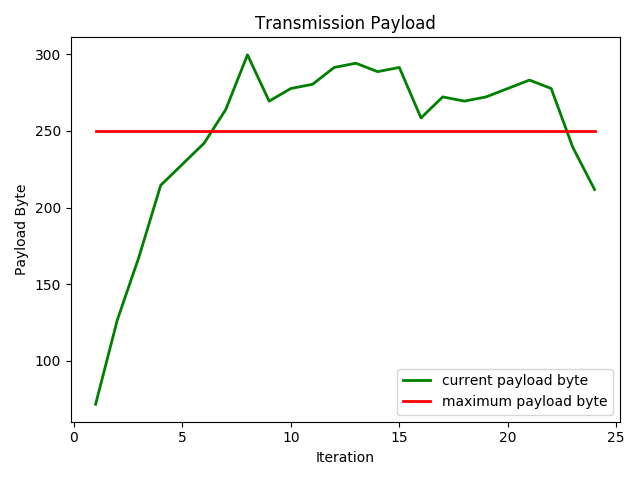 Transmission Payload
300
250
200
150
100
Payload Byte
0
5
10
15
20
25
Iteration
current payload byte
maximum payload byte